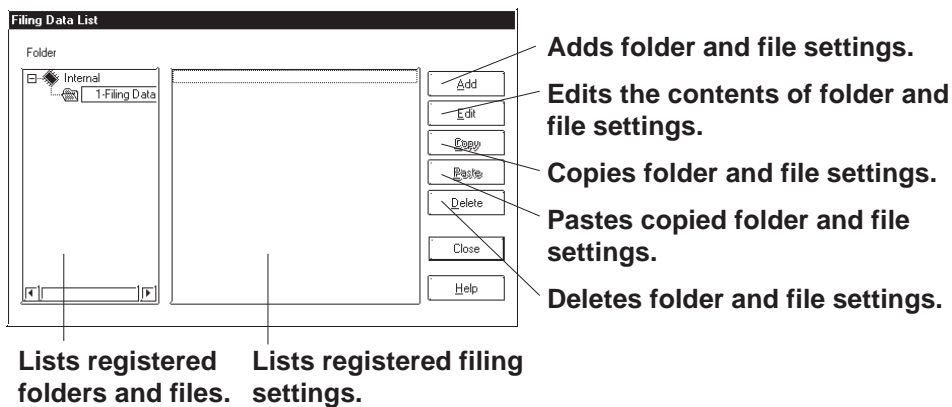 Filing Data List
Folder
Internal
1-Filing Data
Add
Edit
Copy
Paste
Delete
Close
Help
Adds folder and file settings.
Edits the contents of folder and
file settings.
Copies folder and file settings.
Pastes copied folder and file
settings.
Deletes folder and file settings.
Lists registered
folders and files.
Lists registered filing
settings.